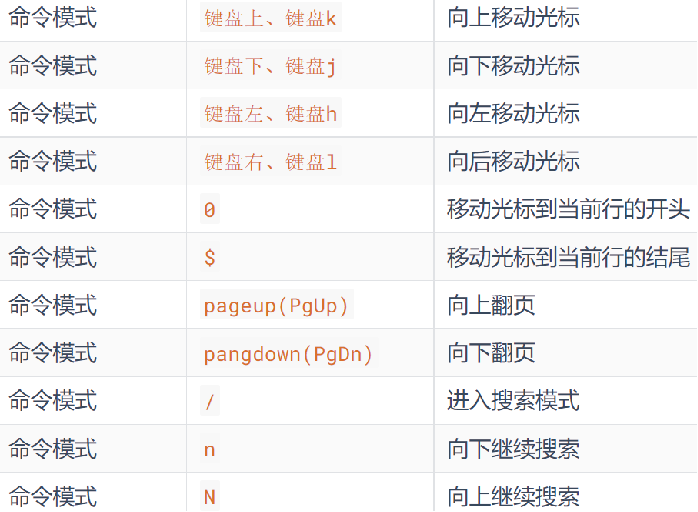 命令模式 键盘上、键盘k 向上移动光标
命令模式 键盘下、键盘j 向下移动光标
命令模式 键盘左、键盘h 向左移动光标
命令模式 键盘右、键盘l 向后移动光标
命令模式 0 移动光标到当前行的开头
命令模式 $ 移动光标到当前行的结尾
命令模式 pageup(PgUp) 向上翻页
命令模式 pangdown(PgDn) 向下翻页
命令模式 / 进入搜索模式
命令模式 n 向下继续搜索
命令模式 N 向上继续搜索